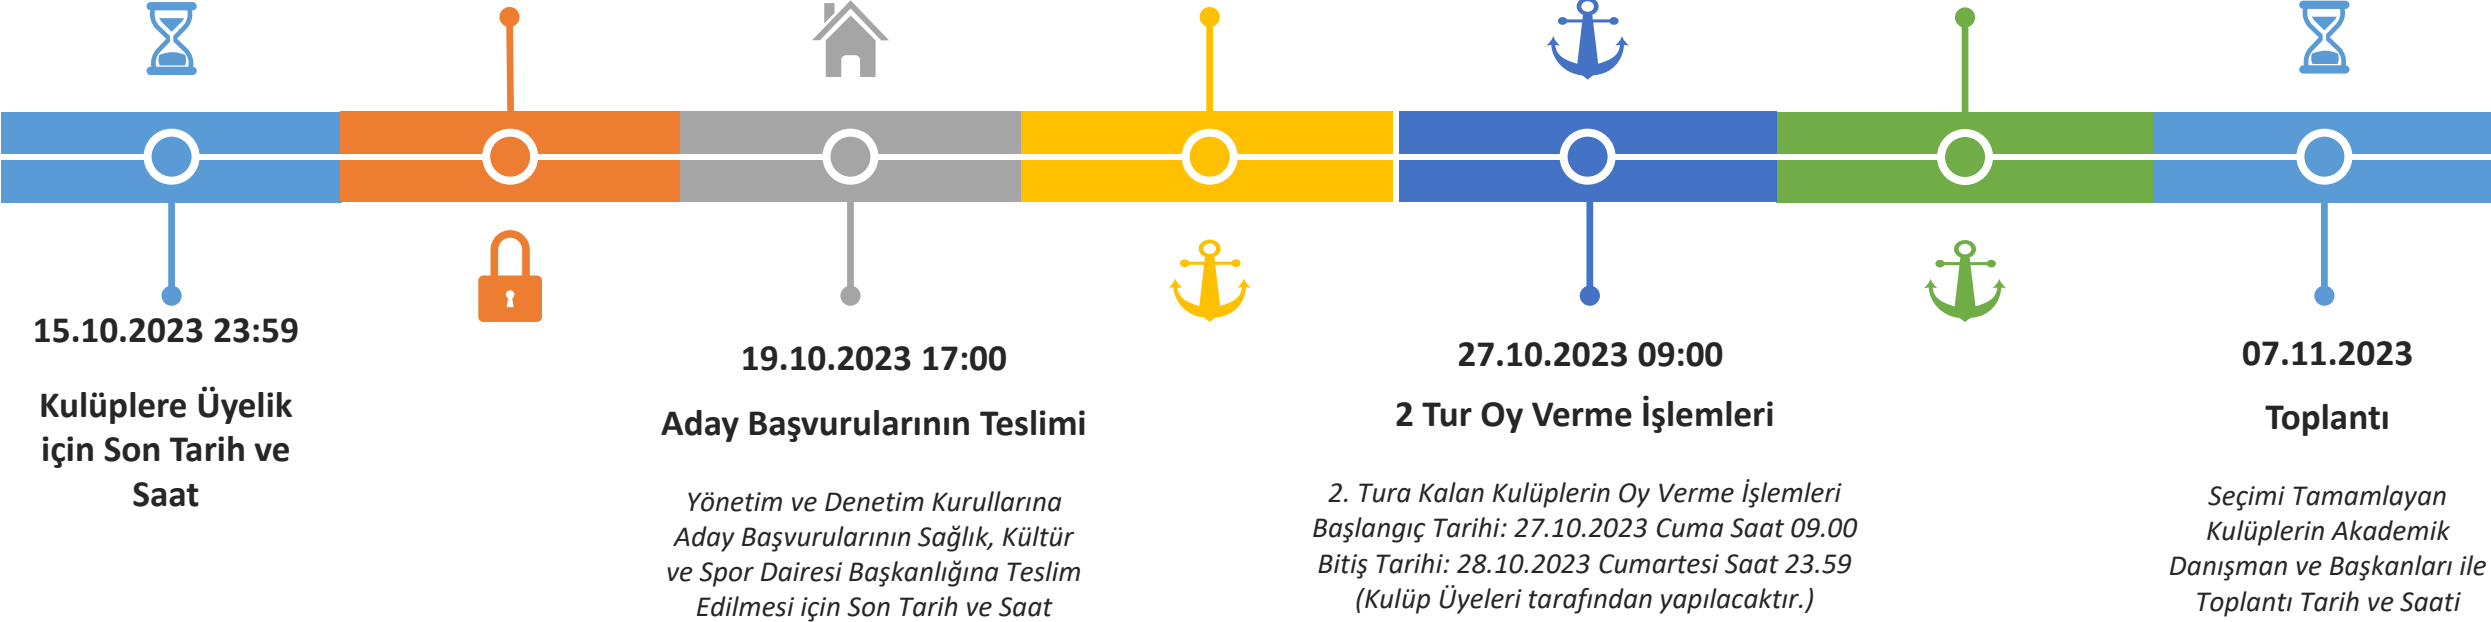 15.10.2023 23:59
Kulüplere Üyelik
için Son Tarih ve
Saat
19.10.2023 17:00
Aday Başvurularının Teslimi
Yönetim ve Denetim Kurullarına
Aday Başvurularının Sağlık, Kültür
ve Spor Dairesi Başkanlığına Teslim
Edilmesi için Son Tarih ve Saat
27.10.2023 09:00
2 Tur Oy Verme İşlemleri
2. Tura Kalan Kulüplerin Oy Verme İşlemleri
Başlangıç Tarihi: 27.10.2023 Cuma Saat 09.00
Bitiş Tarihi: 28.10.2023 Cumartesi Saat 23.59
(Kulüp Üyeleri tarafından yapılacaktır.)
07.11.2023
Toplantı
Seçimi Tamamlayan
Kulüplerin Akademik
Danışman ve Başkanları ile
Toplantı Tarih ve Saati